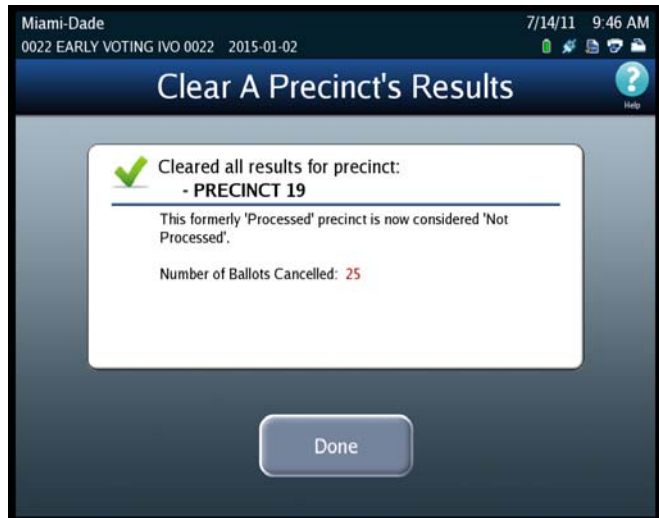 Miami-Dade 7/14/11 9:46 AM
0022 EARLY VOTING IVO 0022 2015-01-02
Clear A Precinct's Results
?
Help
Cleared all results for precinct:
- PRECINCT 19
This formerly 'Processed' precinct is now considered 'Not
Processed'.
Number of Ballots Cancelled: 25
Done